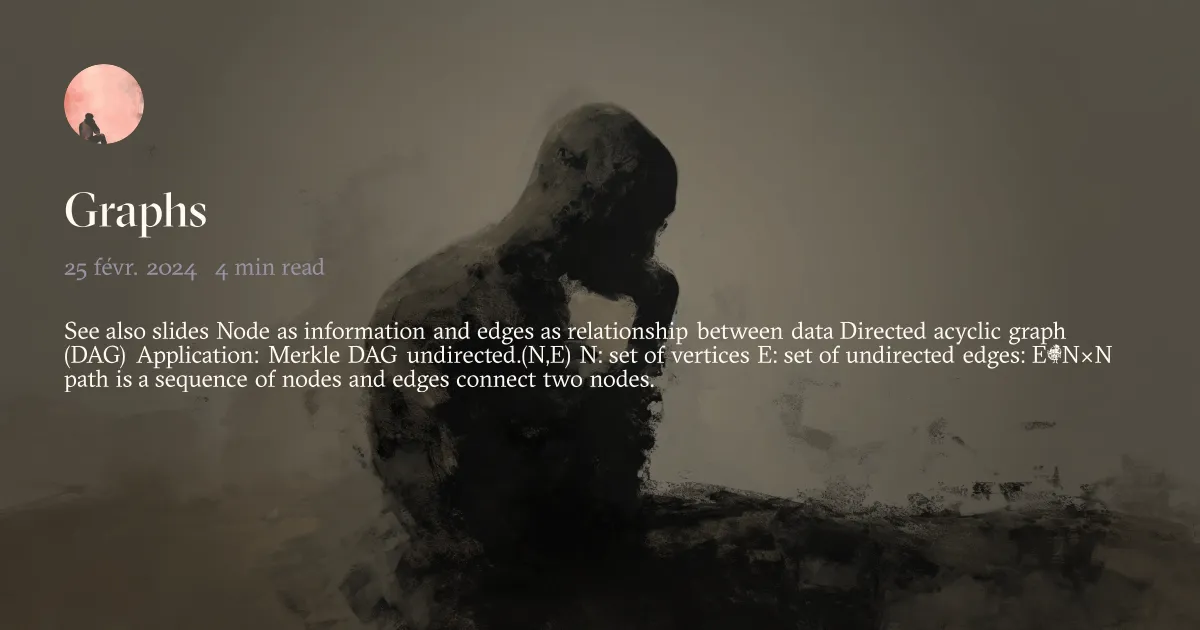 Graphs
25 févr. 2024 4 min read
See also slides Node as information and edges as relationship between data Directed acyclic graph
(DAG) Application: Merkle DAG undirected.(N,E) N: set of vertices E: set of undirected edges: E N×N
path is a sequence of nodes and edges connect two nodes.